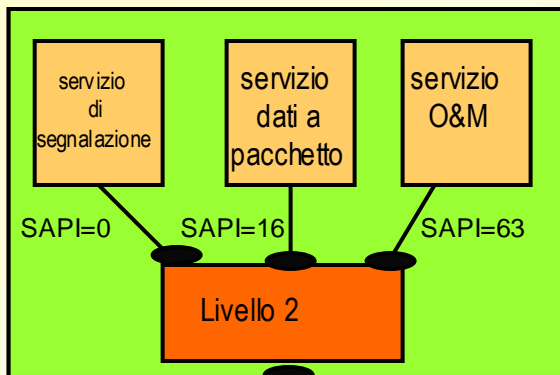 servizio
di
segnalazione
servizio
dati a
pacchetto
servizio
O&M
SAPI=0
SAPI=16
SAPI=63
Livello 2